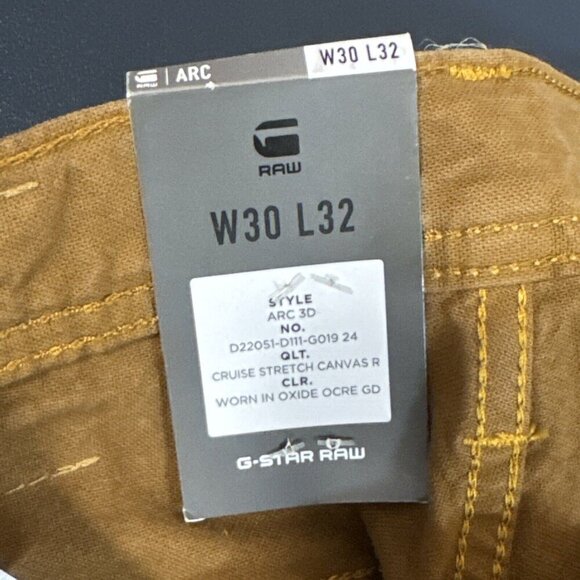 RAW | ARC W30 L32
RAW
W30 L32
STYLE
ARC 3D
NO.
D22051-D111-G019 24
QLT.
CRUISE STRETCH CANVAS R
CLR.
WORN IN OXIDE OCRE GD
G-STAR RAW